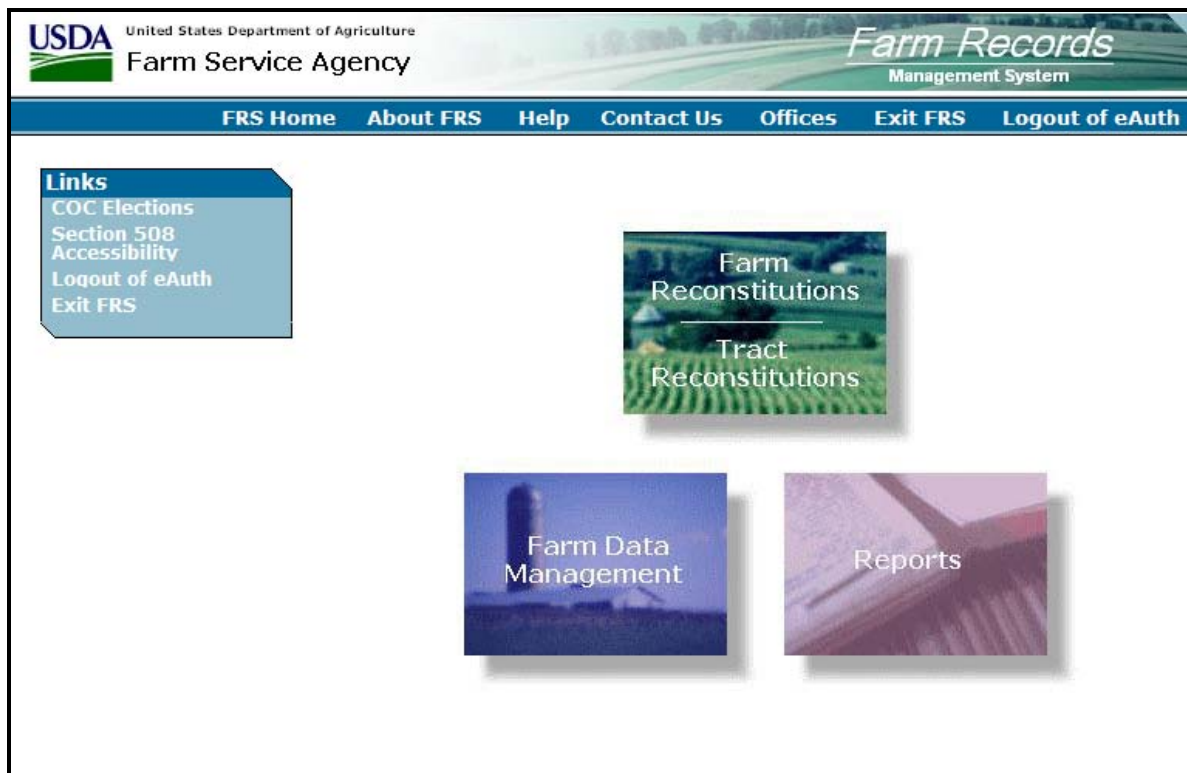 USDA
United States Department of Agriculture
Farm Service Agency
Farm Records
Management System
FRS Home About FRS Help Contact Us Offices Exit FRS Logout of eAuth
Links
COC Elections
Section 508
Accessibility
Logout of eAuth
Exit FRS
Farm
Reconstitutions
Tract
Reconstitutions
Farm Data
Management
Reports